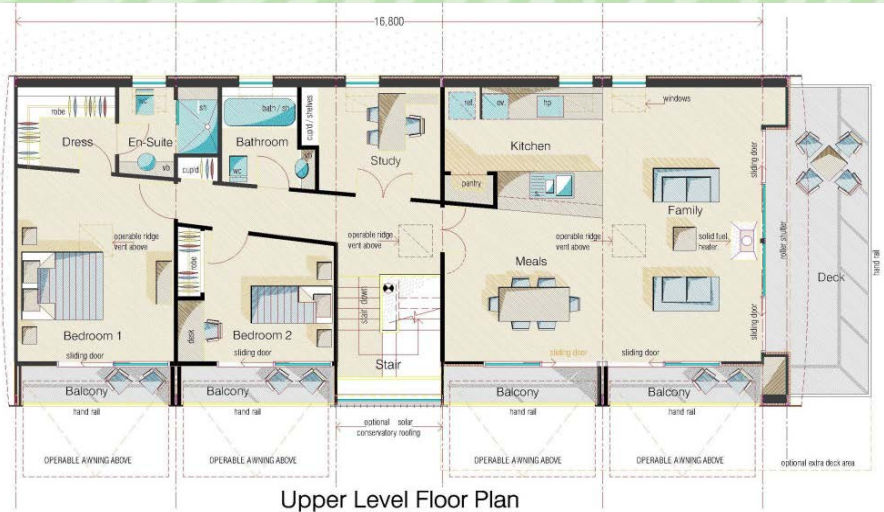 16,800
robe
wc
sh
bath / sh
cup'd / shelves
ref.
ov
hp
windows
Dress
En-Suite
Bathroom
Study
Kitchen
vb
cup'd
wc
vb
pantry
sliding door
Family
operable ridge
vent above
operable ridge
vent above
operable ridge
vent above
solid fuel
heater
roller shutter
hand rail
robe
Meals
Deck
stair down
desk
Bedroom 1
Bedroom 2
sliding door
sliding door
sliding door
sliding door
sliding door
Stair
Balcony
Balcony
Balcony
Balcony
hand rail
hand rail
hand rail
hand rail
optional solar
conservatory roofing
OPERABLE AWNING ABOVE
OPERABLE AWNING ABOVE
OPERABLE AWNING ABOVE
OPERABLE AWNING ABOVE
optional extra deck area
Upper Level Floor Plan